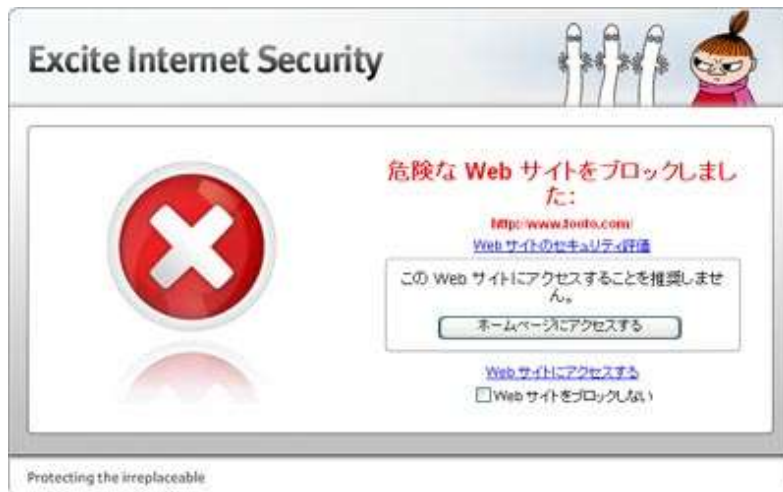 Excite Internet Security
危険な Web サイトをブロックしまし
た:
Web サイトのセキュリティ評価
この Web サイトにアクセスすることを推奨しませ
ん。
ホームページにアクセスする
Web サイトにアクセスする
Web サイトをブロックしない
Protecting the irreplaceable